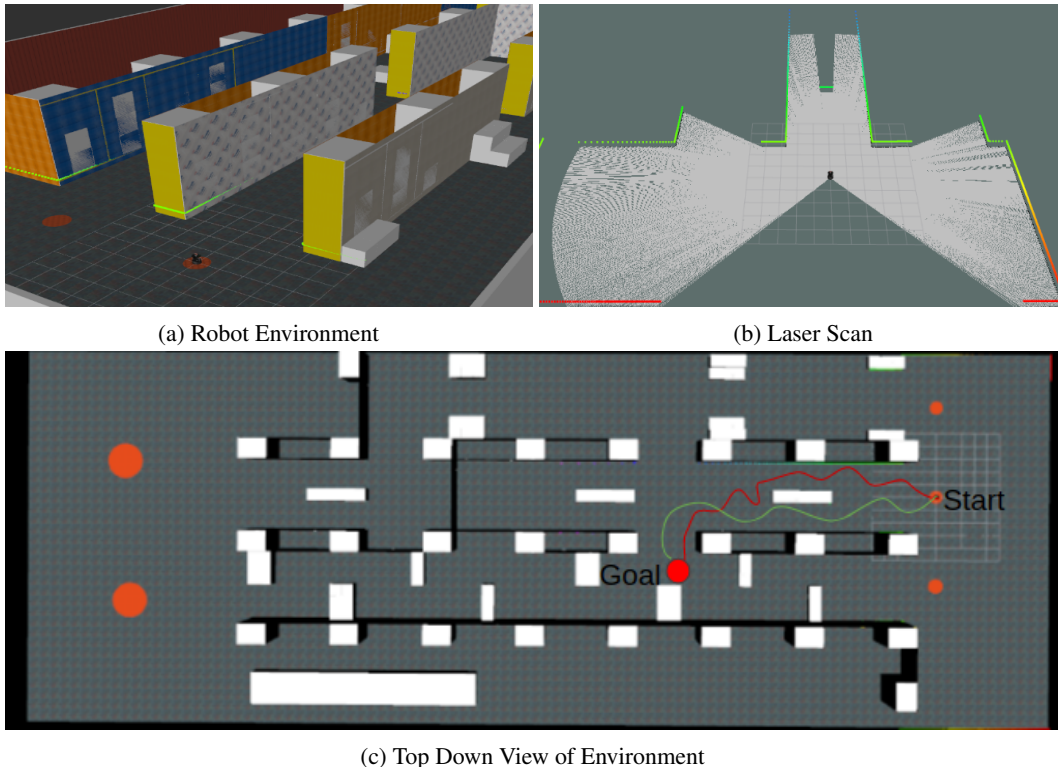 (a) Robot Environment
(b) Laser Scan
Start
Goal
(c) Top Down View of Environment